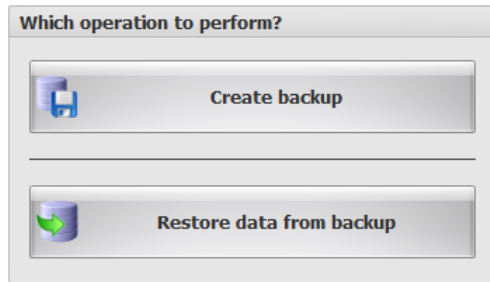 Which operation to perform?
Create backup
Restore data from backup